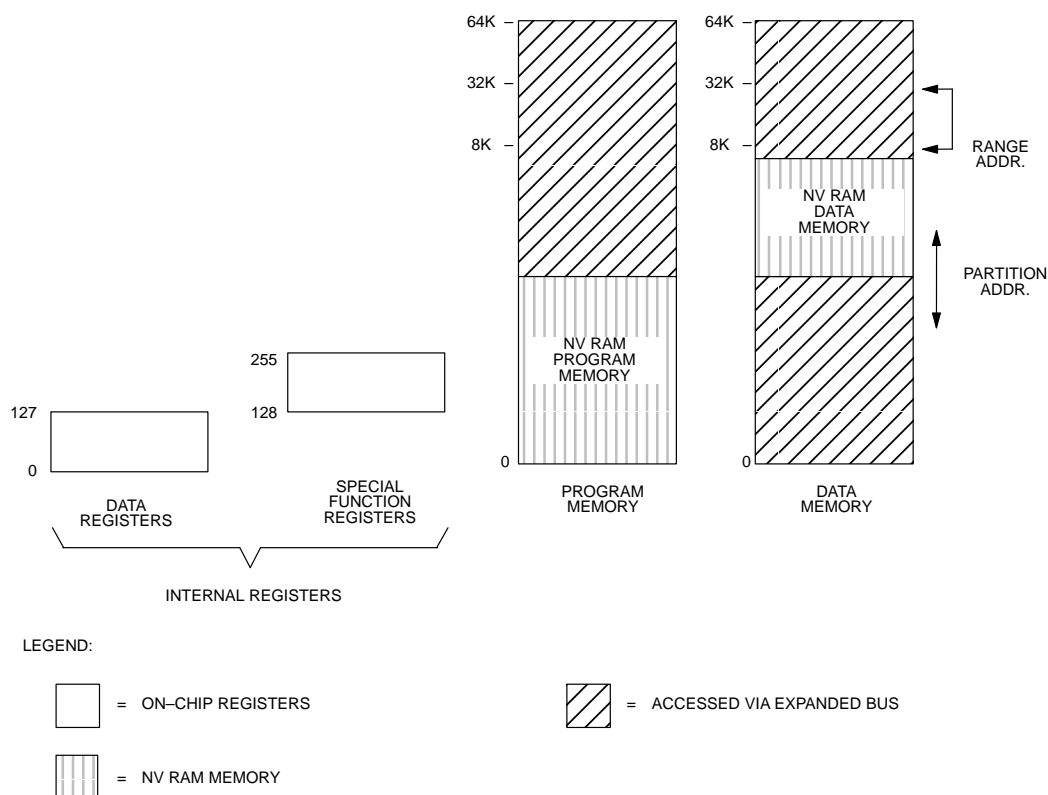 64K
32K
8K
0
64K
32K
8K
0
RANGE
ADDR.
NV RAM
DATA
MEMORY
PARTITION
ADDR.
NV RAM
PROGRAM
MEMORY
255
128
127
0
DATA
REGISTERS
SPECIAL
FUNCTION
REGISTERS
PROGRAM
MEMORY
DATA
MEMORY
INTERNAL REGISTERS
LEGEND:
= ON–CHIP REGISTERS
= ACCESSED VIA EXPANDED BUS
= NV RAM MEMORY